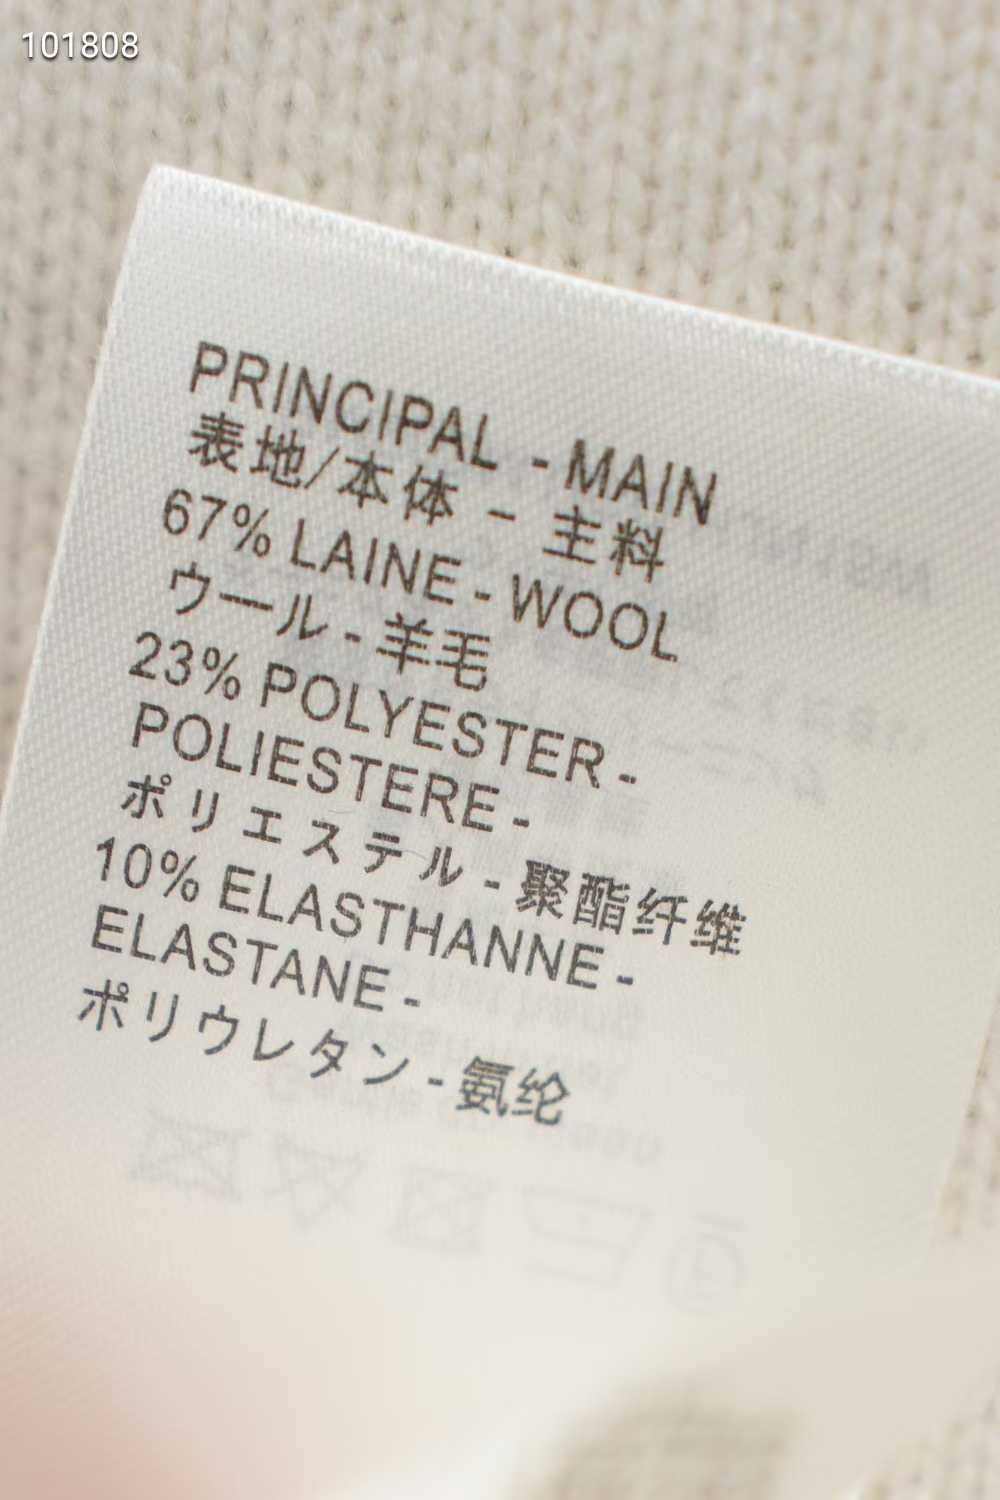 101808
PRINCIPAL - MAIN
表地/本体 - 主料
67% LAINE - WOOL
ウール - 羊毛
23% POLYESTER -
POLIESTERE -
ポリエステル - 聚酯纤维
10% ELASTHANNE -
ELASTANE -
ポリウレタン - 氨纶